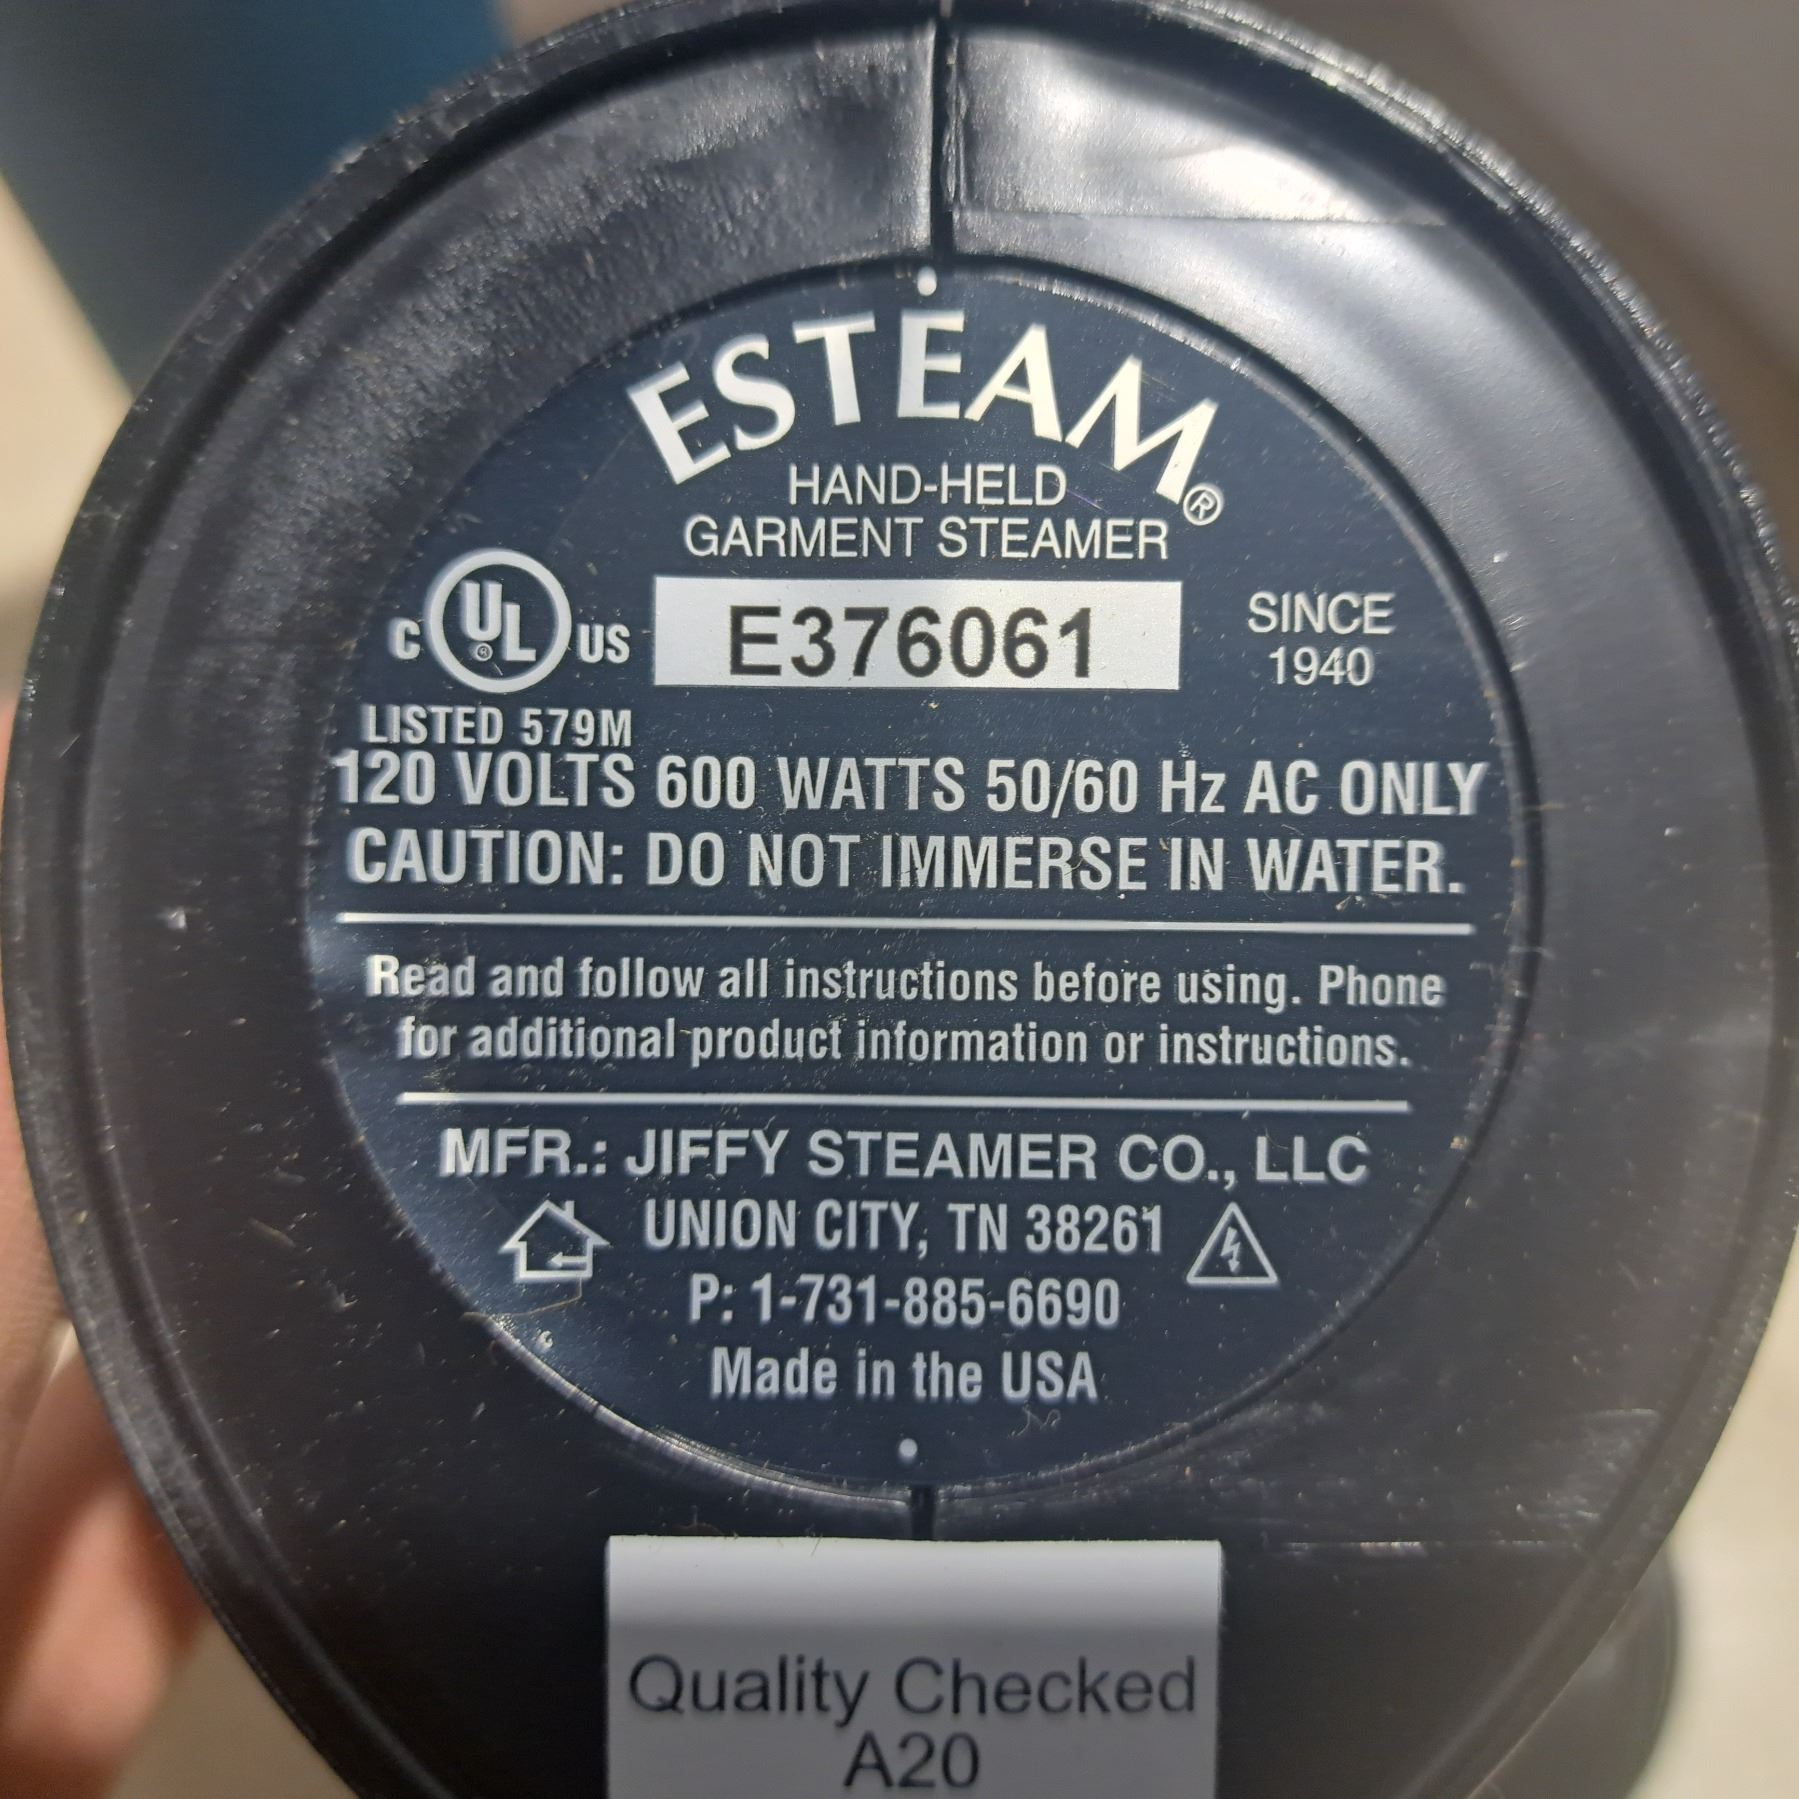 ESTEAM®
HAND-HELD
GARMENT STEAMER
C UL® US
E376061
SINCE
1940
LISTED 579M
120 VOLTS 600 WATTS 50/60 Hz AC ONLY
CAUTION: DO NOT IMMERSE IN WATER.
Read and follow all instructions before using. Phone
for additional product information or instructions.
MFR.: JIFFY STEAMER CO., LLC
UNION CITY, TN 38261
P: 1-731-885-6690
Made in the USA
Quality Checked
A20